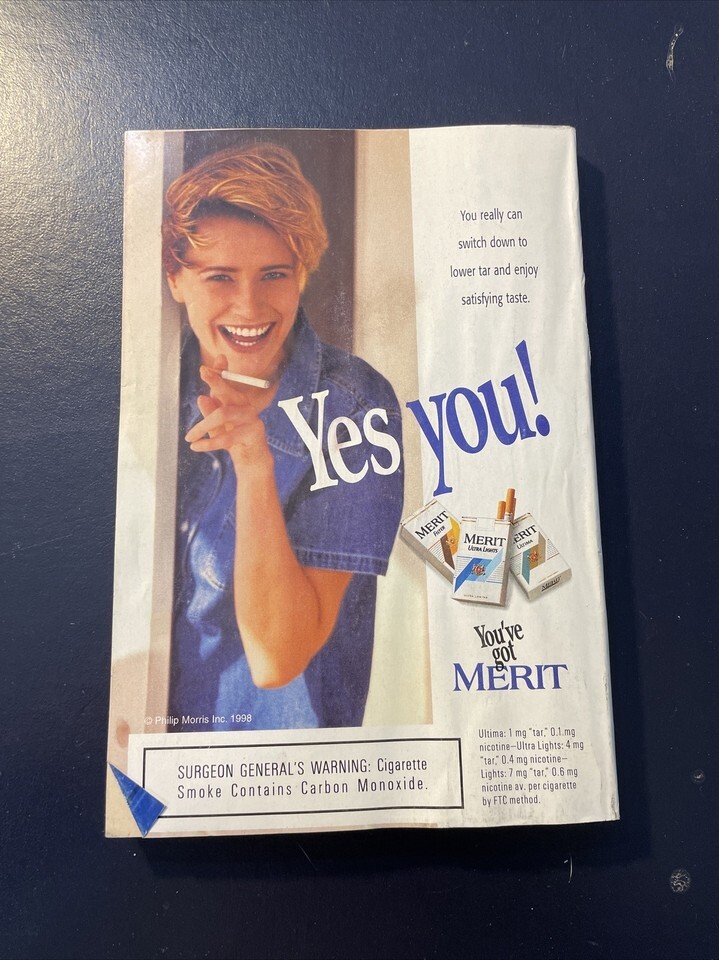 You really can
switch down to
lower tar and enjoy
satisfying taste.
Yes you!
MERIT
FILTER
MERIT
ULTRA LIGHTS
ERIT
ULTIMA
You've
got
MERIT
© Philip Morris Inc. 1998
SURGEON GENERAL'S WARNING: Cigarette
Smoke Contains Carbon Monoxide.
Ultima: 1 mg "tar," 0.1.mg
nicotine–Ultra Lights: 4 mg
"tar," 0.4 mg nicotine–
Lights: 7 mg "tar," 0.6 mg
nicotine av. per cigarette
by FTC method.